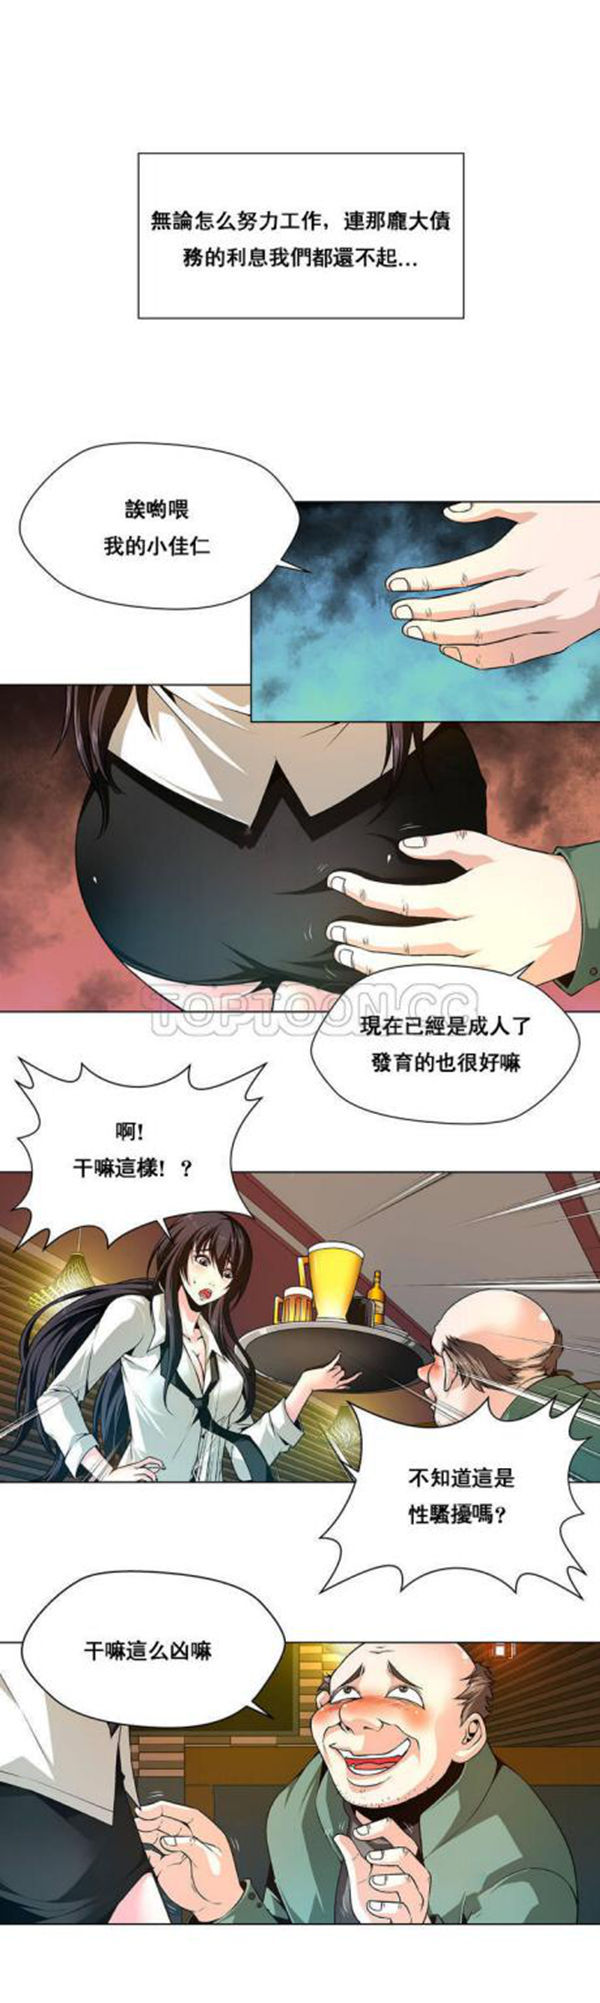 無論怎么努力工作，連那龐大債
務的利息我們都還不起...
誒喲喂
我的小佳仁
TOPTOON.CC
現在已經是成人了
發育的也很好嘛
啊！
干嘛這樣！？
不知道這是
性騷擾嗎？
干嘛這么凶嘛